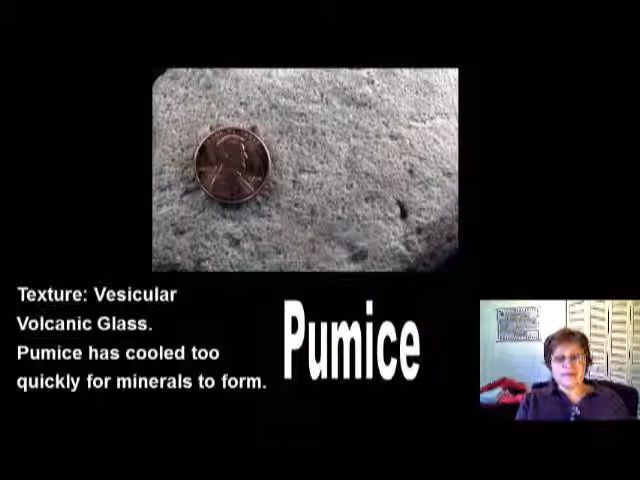 Texture: Vesicular
Volcanic Glass.
Pumice has cooled too
quickly for minerals to form.
Pumice